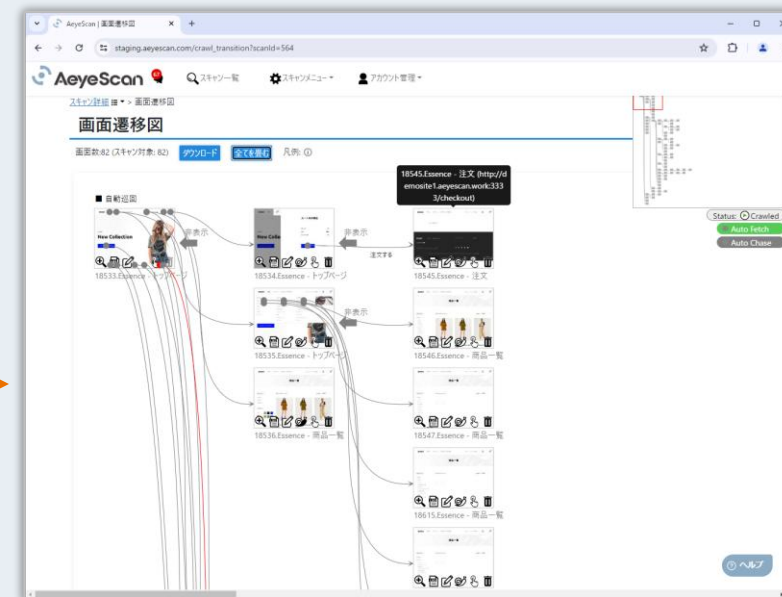 AeyeScan | 画面遷移図
staging.aeyescan.com/crawl_transition?scanId=564
AeyeScan
67
スキャン一覧
スキャンメニュー
アカウント管理
スキャン詳細 > 画面遷移図
画面遷移図
画面数:82 (スキャン対象: 62) ダウンロード 全てを畳む 凡例:
18545.Essence - 注文 (http://d
emosite1.aeyescan.work:333
3/checkout)
Status: Crawled
Auto Fetch
Auto Chase
■ 自動巡回
New Collection
非表示
New Colle
非表示
注文する
18533.Essence - トップページ
18534.Essence - トップページ
18545.Essence - 注文
非表示
18535.Essence - トップページ
18546.Essence - 商品一覧
18536.Essence - 商品一覧
18547.Essence - 商品一覧
18615.Essence - 商品一覧
ヘルプ